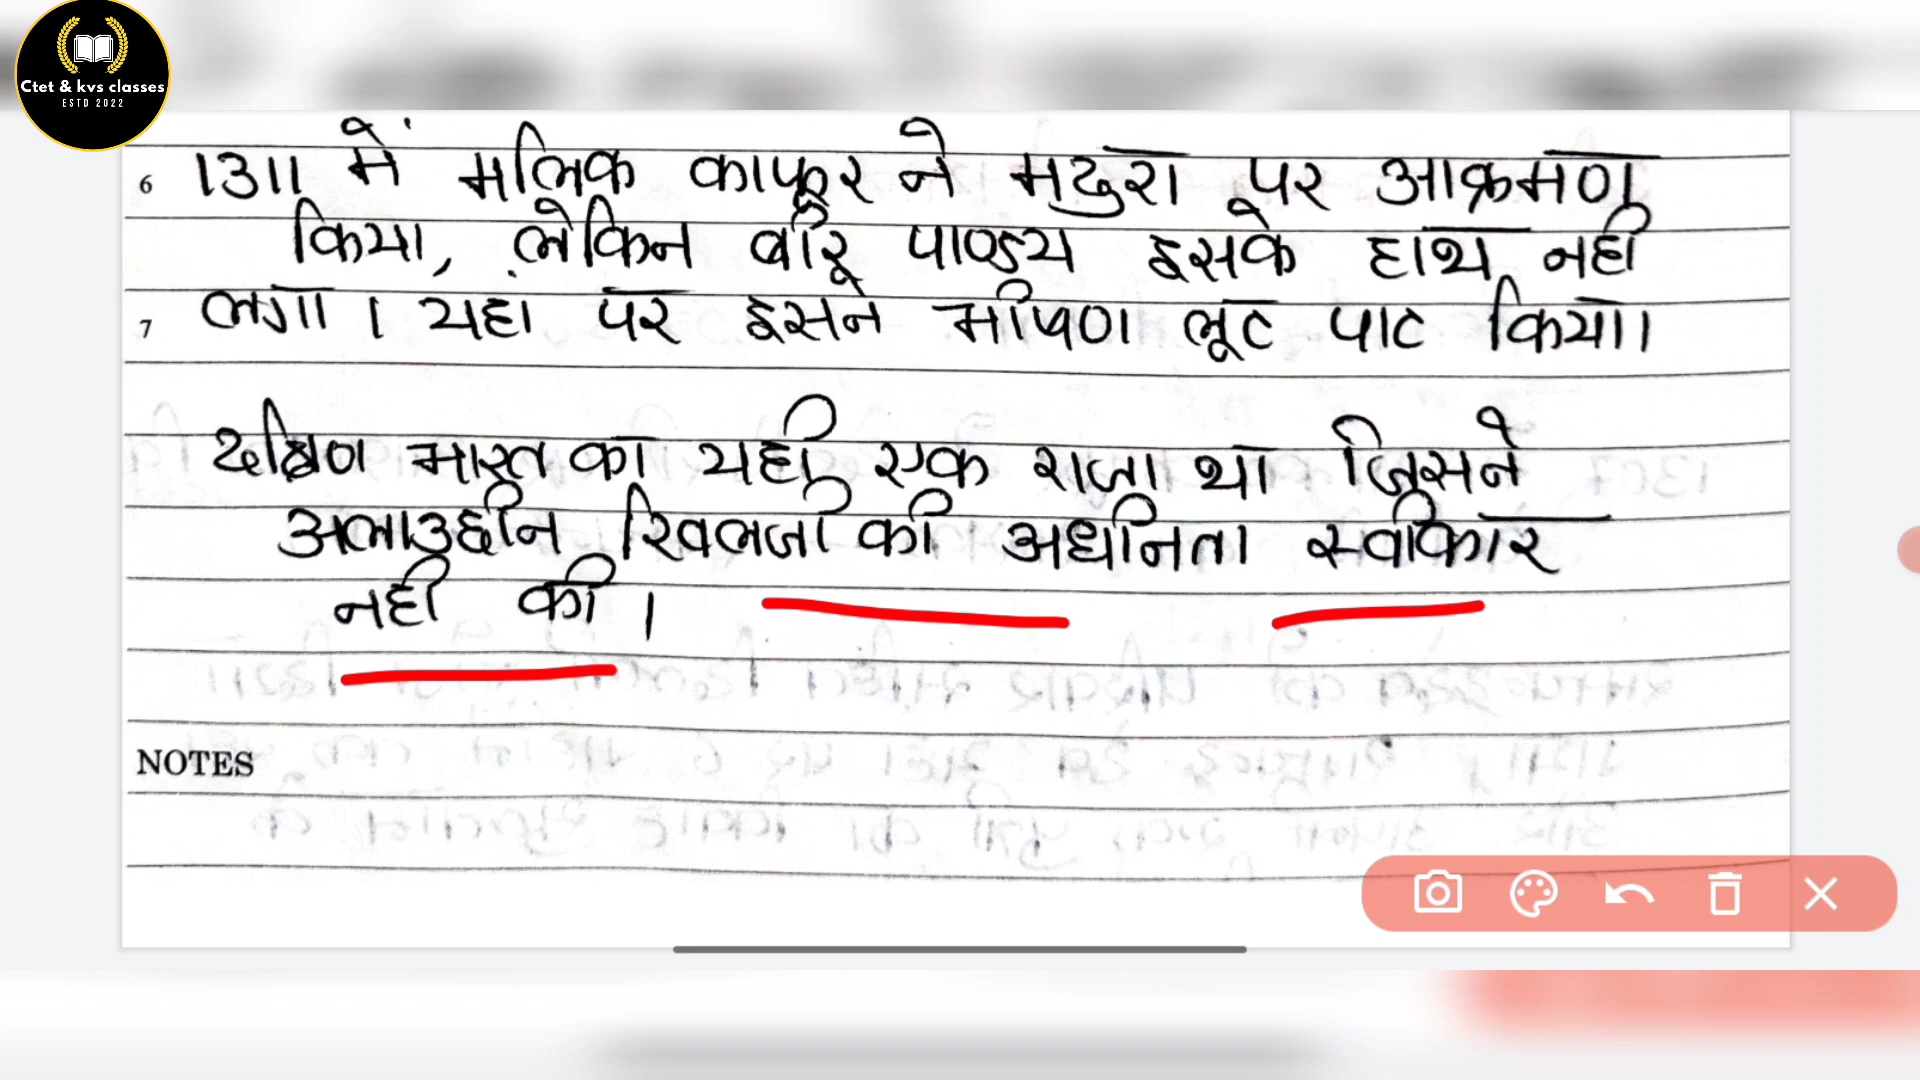 Ctet & kvs classes
ESTD 2022
6 1311 में मलिक काफूर ने मदुरा पर आक्रमण
किया, लेकिन वीर पाण्ड्य इसके हाथ नही
7 लगा । यहां पर इसने भीषण लूट पाट किया।
दक्षिण भारत का यही एक राजा था जिसने
अलाउद्दीन खिलजी की अधीनता स्वीकार
नही की ।
NOTES